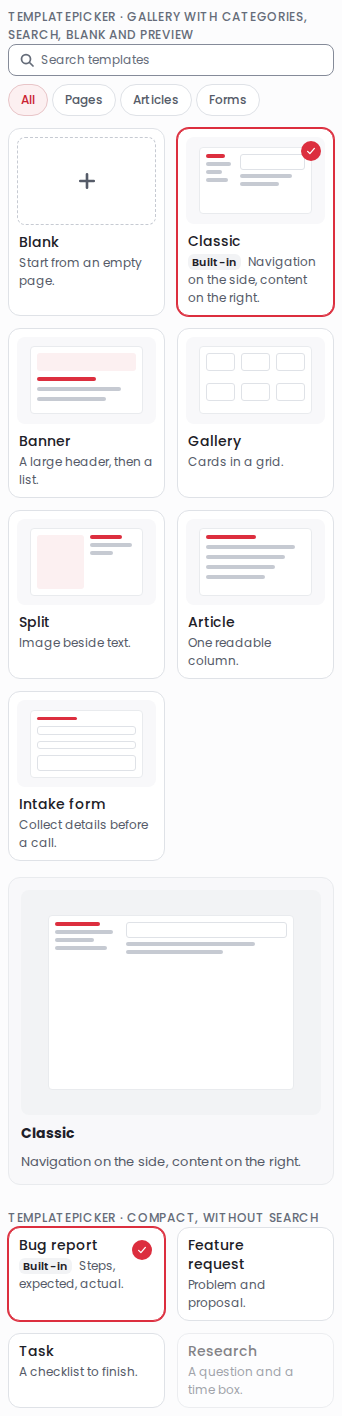 TEMPLATEPICKER · GALLERY WITH CATEGORIES,
SEARCH, BLANK AND PREVIEW
Search templates
All
Pages
Articles
Forms
Blank
Start from an empty
page.
Classic
Built-in Navigation
on the side, content
on the right.
Banner
A large header, then a
list.
Gallery
Cards in a grid.
Split
Image beside text.
Article
One readable
column.
Intake form
Collect details before
a call.
Classic
Navigation on the side, content on the right.
TEMPLATEPICKER · COMPACT, WITHOUT SEARCH
Bug report
Built-in Steps,
expected, actual.
Feature
request
Problem and
proposal.
Task
A checklist to finish.
Research
A question and a
time box.